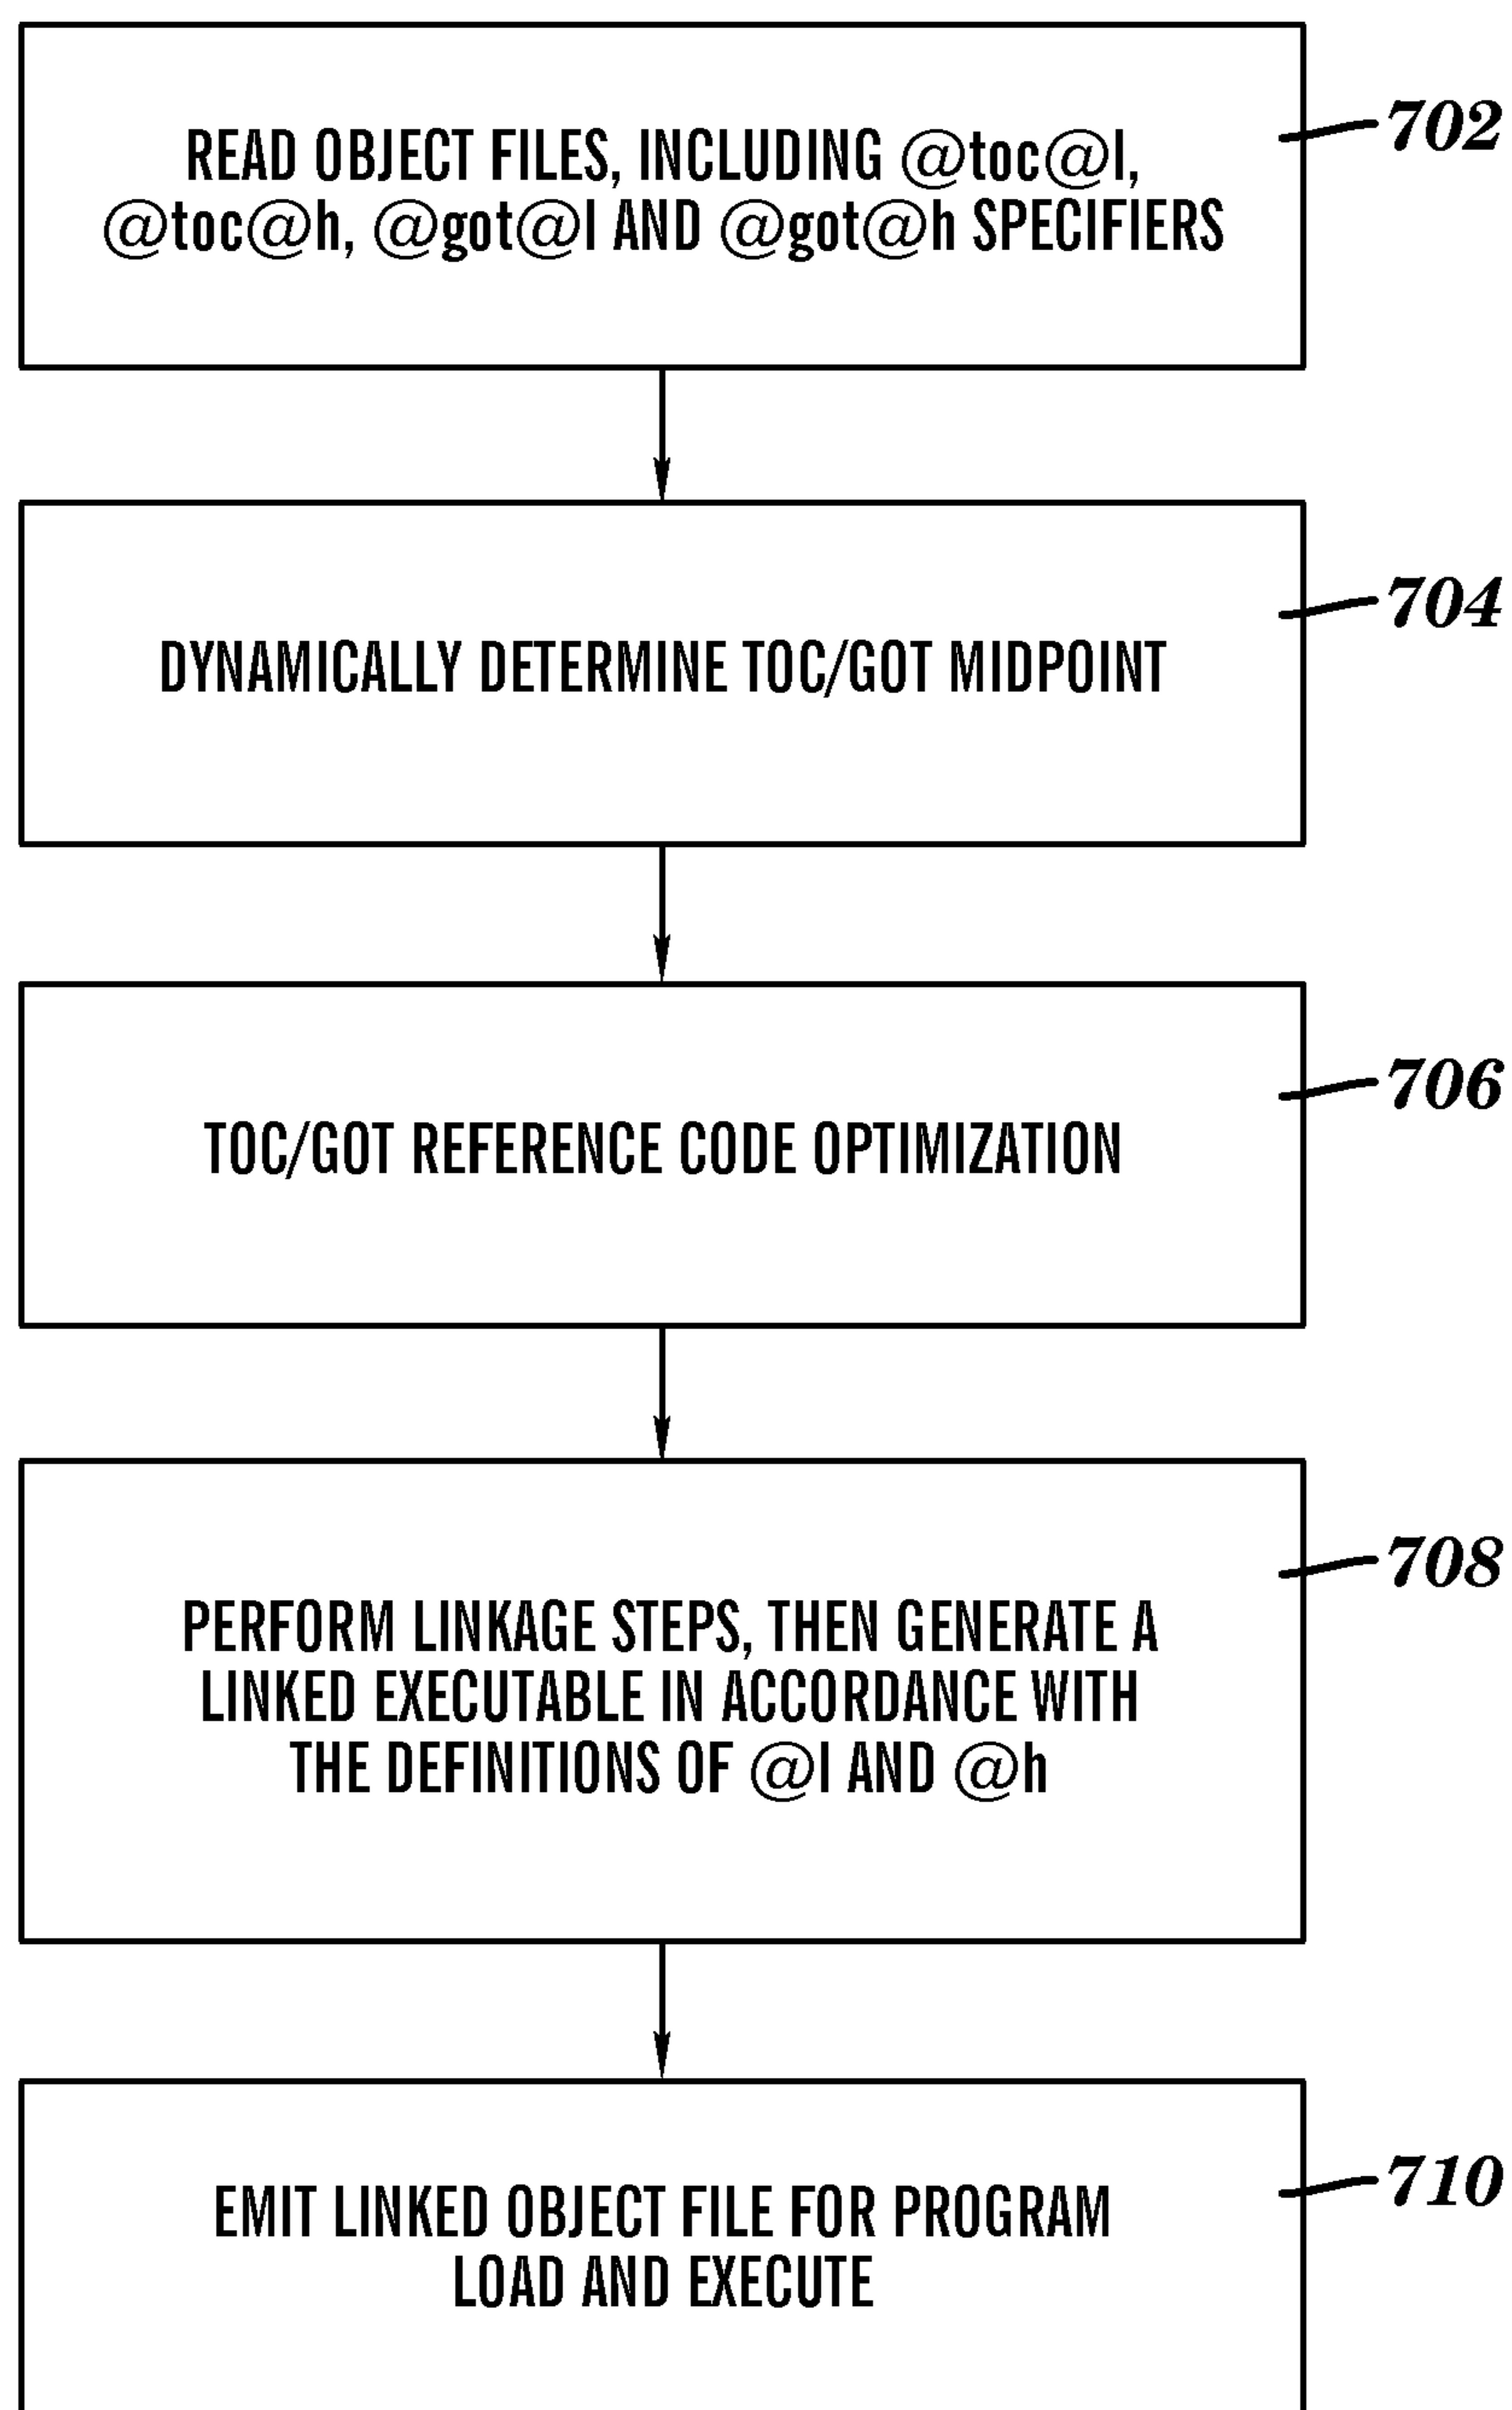 READ OBJECT FILES, INCLUDING @toc@l,
@toc@h, @got@l AND @got@h SPECIFIERS
702
DYNAMICALLY DETERMINE TOC/GOT MIDPOINT
704
TOC/GOT REFERENCE CODE OPTIMIZATION
706
PERFORM LINKAGE STEPS, THEN GENERATE A
LINKED EXECUTABLE IN ACCORDANCE WITH
THE DEFINITIONS OF @l AND @h
708
EMIT LINKED OBJECT FILE FOR PROGRAM
LOAD AND EXECUTE
710